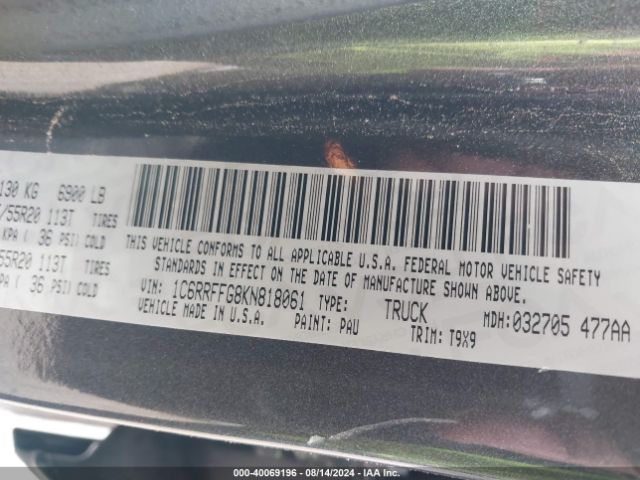 130 KG 6900 LB
/55R20 113T TIRES
KPA ( 36 PSI) COLD
55R20 113T TIRES
KPA ( 36 PSI) COLD
THIS VEHICLE CONFORMS TO ALL APPLICABLE U.S.A. FEDERAL MOTOR VEHICLE SAFETY
STANDARDS IN EFFECT ON THE DATE OF MANUFACTURE SHOWN ABOVE.
VIN: 1C6RRFFG8KN818061 TYPE: TRUCK MDH:032705 477AA
VEHICLE MADE IN U.S.A. PAINT: PAU TRIM: T9X9
000-40069196 - 08/14/2024 - IAA Inc.